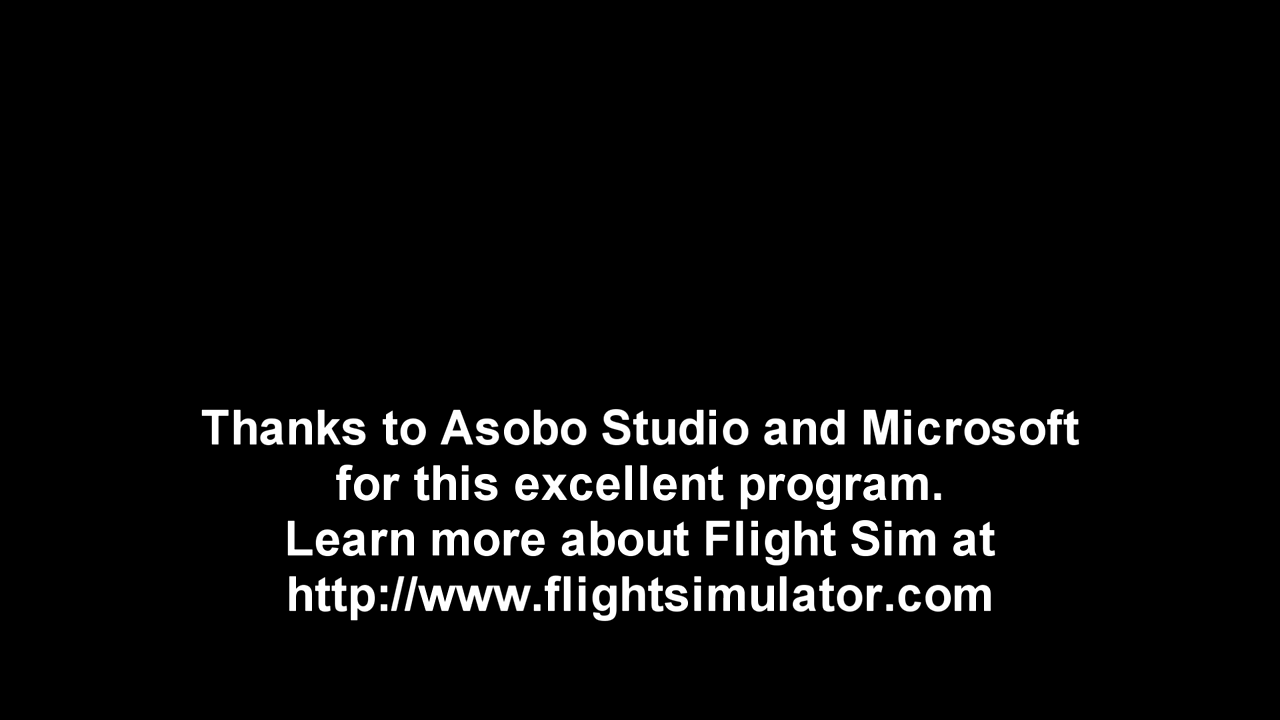 Thanks to Asobo Studio and Microsoft
for this excellent program.
Learn more about Flight Sim at
http://www.flightsimulator.com